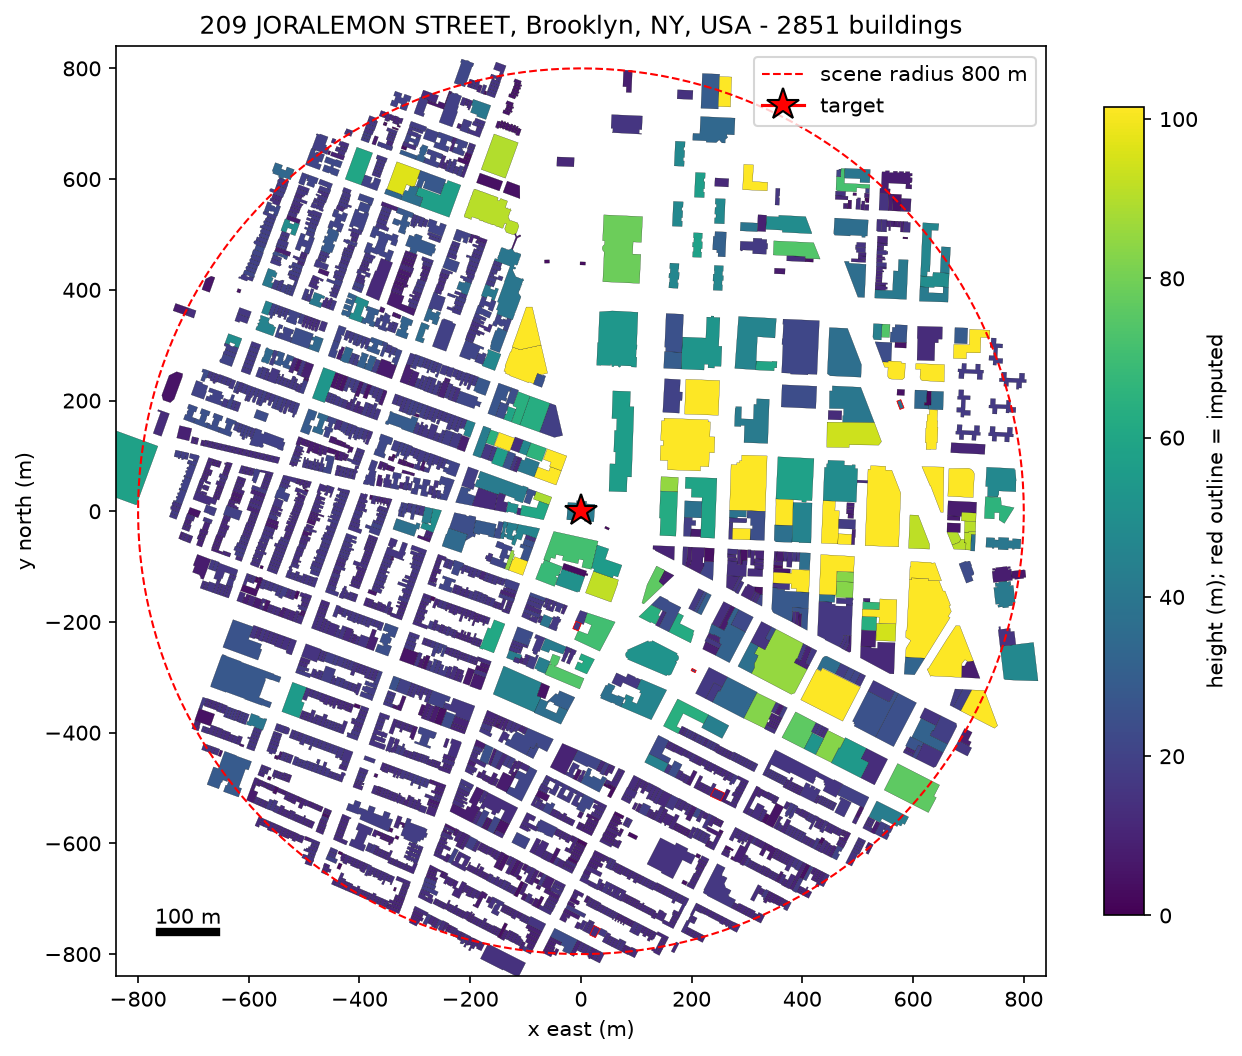 209 JORALEMON STREET, Brooklyn, NY, USA - 2851 buildings
scene radius 800 m
target
800
600
400
200
0
−200
−400
−600
−800
y north (m)
100 m
−800 −600 −400 −200 0 200 400 600 800
x east (m)
100
80
60
40
20
0
height (m); red outline = imputed